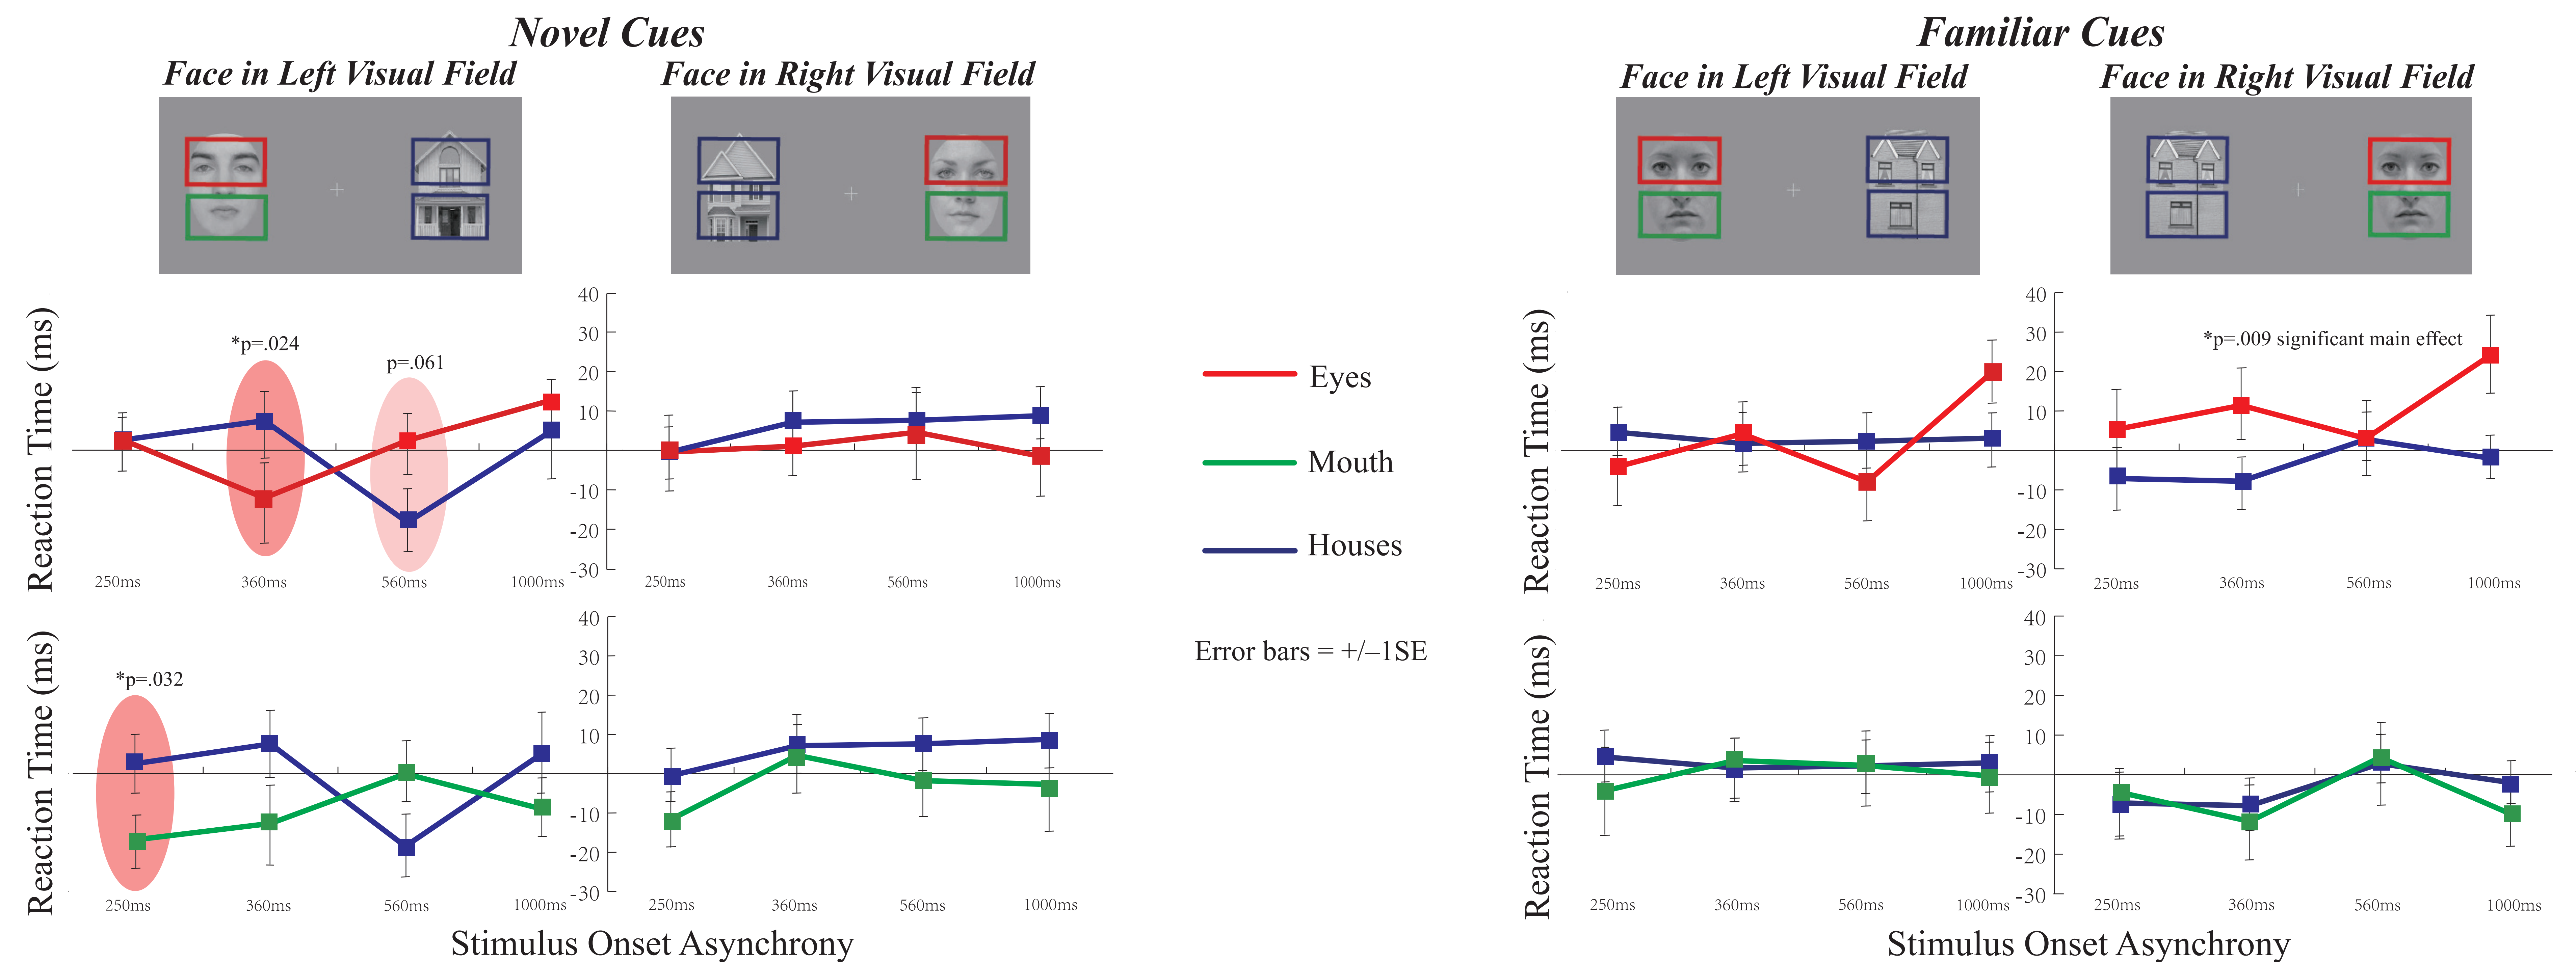 Novel Cues
Familiar Cues
Face in Left Visual Field
Face in Right Visual Field
Face in Left Visual Field
Face in Right Visual Field
Reaction Time (ms)
*p=.024
p=.061
40
30
20
10
-10
-20
-30
250ms
360ms
560ms
1000ms
250ms
360ms
560ms
1000ms
Reaction Time (ms)
*p=.032
40
30
20
10
-10
-20
-30
250ms
360ms
560ms
1000ms
250ms
360ms
560ms
1000ms
Stimulus Onset Asynchrony
Eyes
Mouth
Houses
Error bars = +/–1SE
Reaction Time (ms)
40
30
20
10
-10
-20
-30
*p=.009 significant main effect
250ms
360ms
560ms
1000ms
250ms
360ms
560ms
1000ms
Reaction Time (ms)
40
30
20
10
-10
-20
-30
250ms
360ms
560ms
1000ms
250ms
360ms
560ms
1000ms
Stimulus Onset Asynchrony